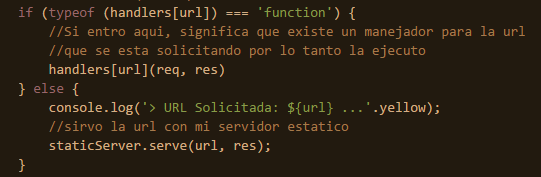 if (typeof (handlers[url]) === 'function') {
//Si entro aqui, significa que existe un manejador para la url
//que se esta solicitando por lo tanto la ejecuto
handlers[url](req, res)
} else {
console.log('> URL Solicitada: ${url} ...'.yellow);
//sirvo la url con mi servidor estatico
staticServer.serve(url, res);
}